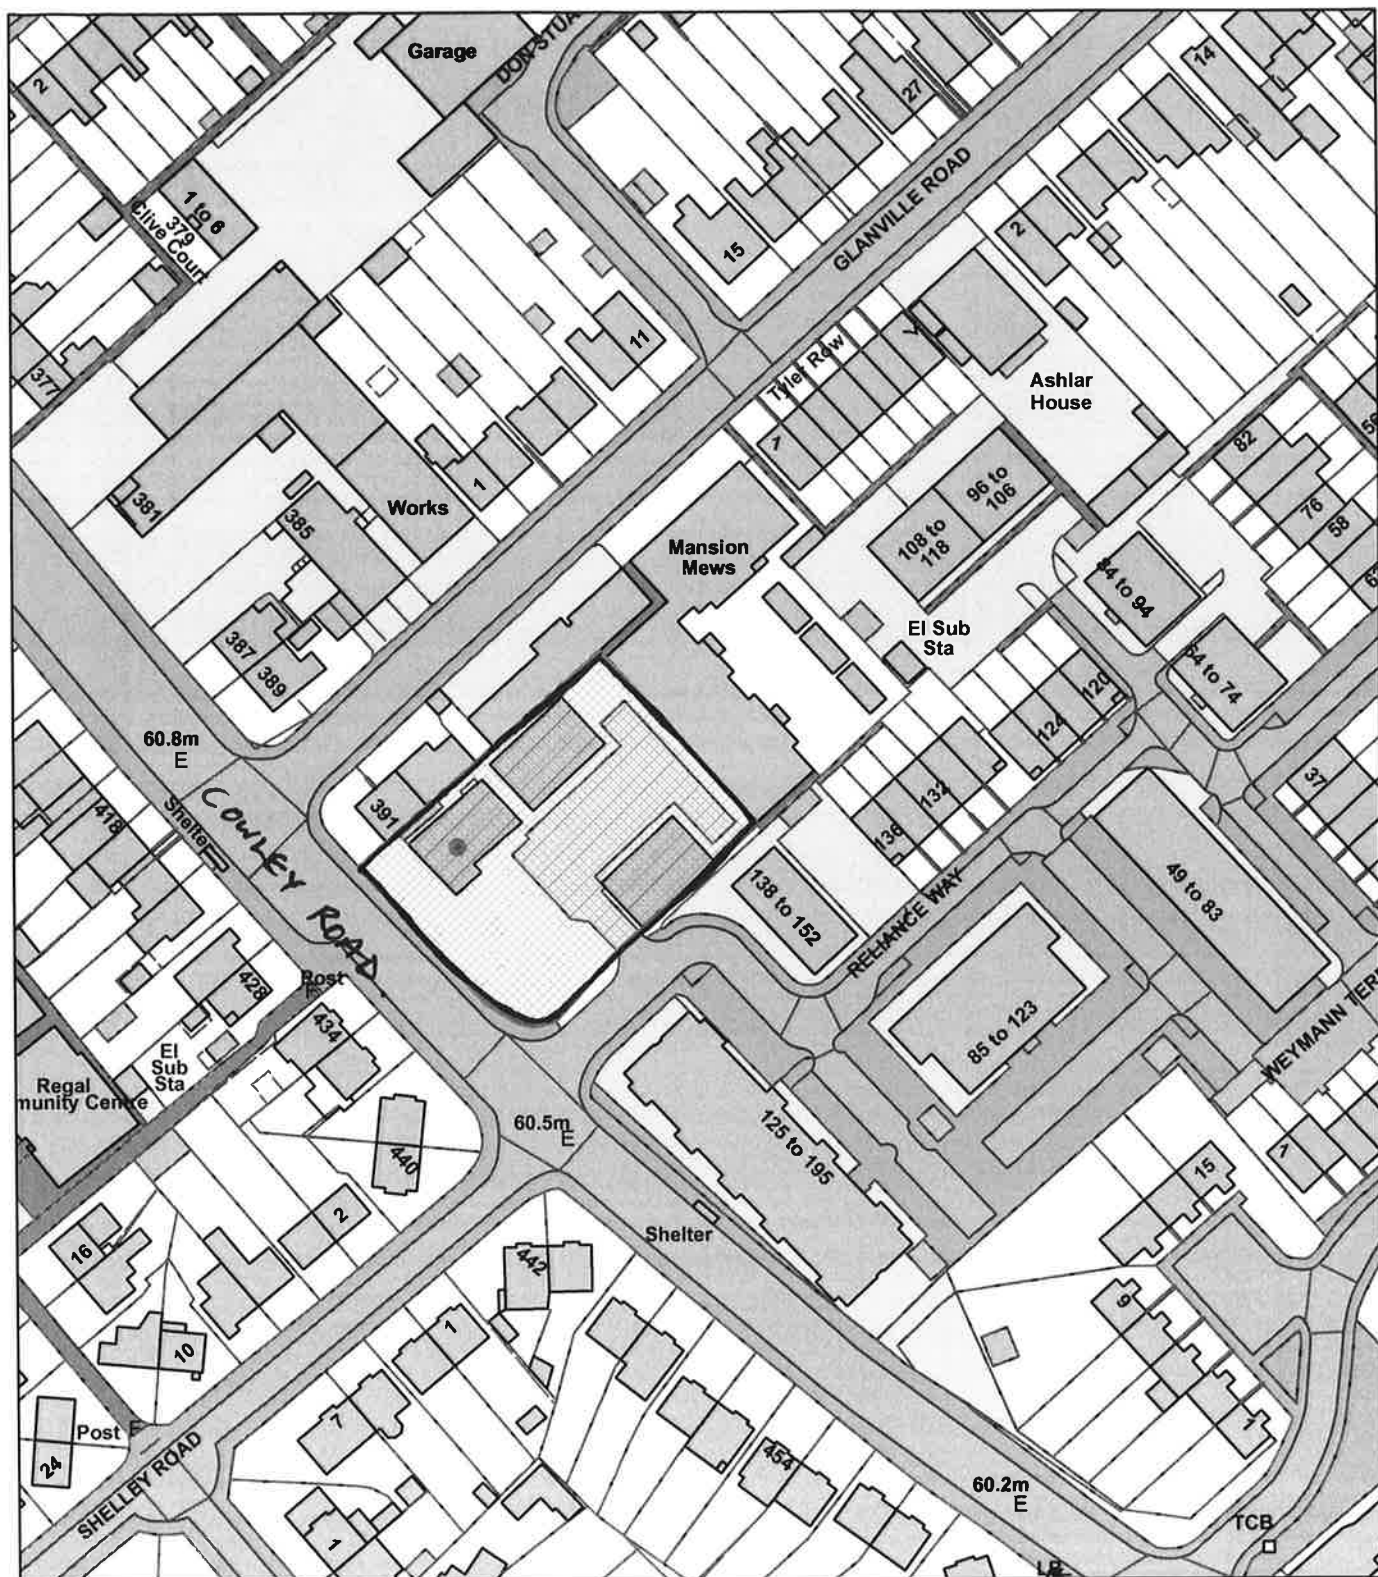 Garage
DON STUA
2
27
14
1 to 6
379
Clive Court
GLANVILLE ROAD
15
2
11
377
Tyler Row
Ashlar
House
1
82
56
381
385
Works
1
96 to
106
76
58
Mansion
Mews
108 to
118
84 to 94
El Sub
Sta
64 to 74
387
389
120
124
60.8m
E
COWLEY ROAD
391
132
136
37
418
Shelter
138 to 152
49 to 83
RELIANCE WAY
Post
428
434
85 to 123
WEYMANN TER
El
Sub
Sta
Regal
munity Centre
60.5m
E
440
125 to 195
1
15
16
2
Shelter
442
9
1
10
7
1
Post
24
454
SHELLEY ROAD
60.2m
E
1
TCB
LB